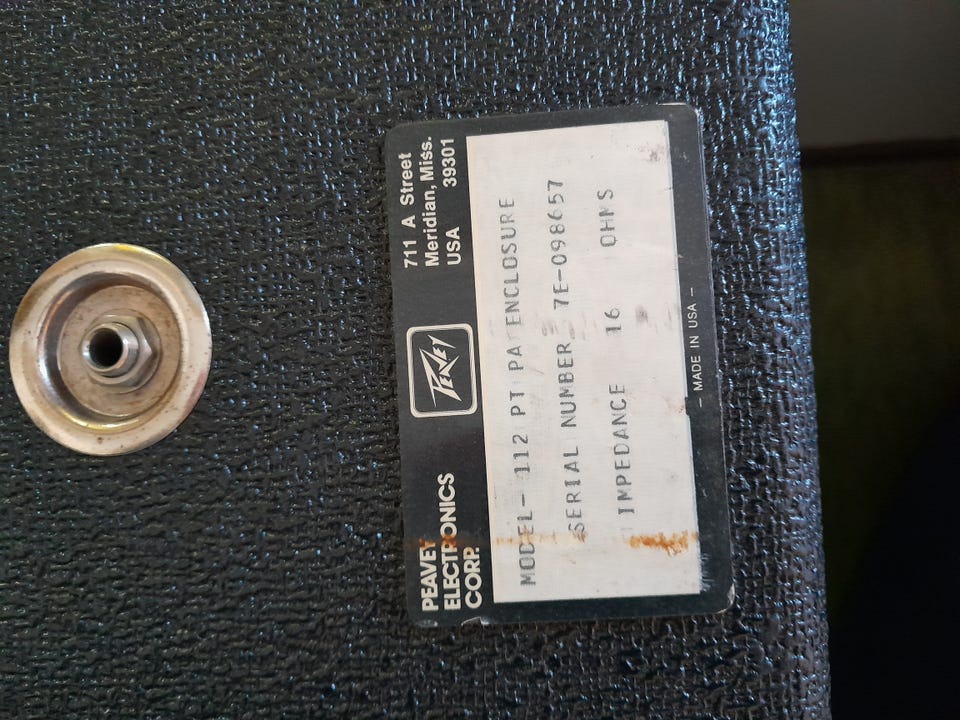 PEAVEY
ELECTRONICS
CORP.
PEAVEY
711 A Street
Meridian, Miss.
USA 39301
MODEL- 112 PT PA ENCLOSURE
SERIAL NUMBER 7E-098657
IMPEDANCE 16 OHMS
– MADE IN USA –